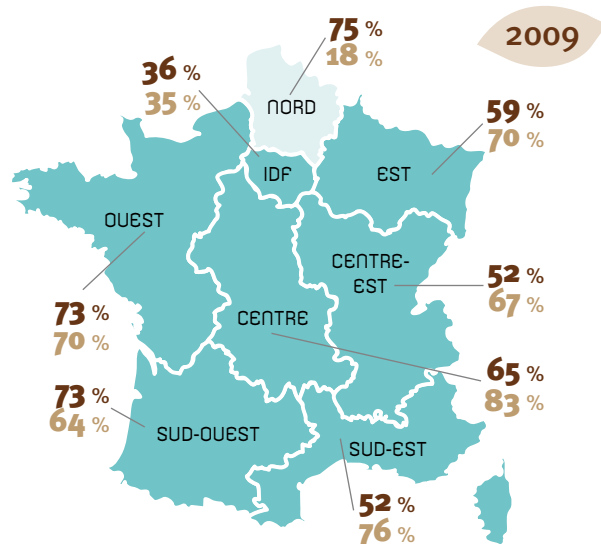 2009
75 %
18 %
NORD
36 %
35 %
IDF
59 %
70 %
EST
OUEST
73 %
70 %
CENTRE-
EST
52 %
67 %
CENTRE
65 %
83 %
73 %
64 %
SUD-OUEST
SUD-EST
52 %
76 %